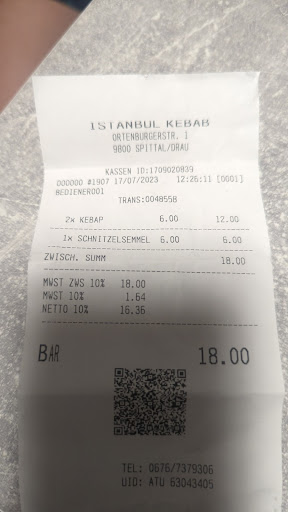 ISTANBUL KEBAB
ORTENBURGERSTR. 1
9800 SPITTAL/DRAU
KASSEN ID:1709020839
000000 #1907 17/07/2023 12:26:11 [0001]
BEDIENER001
TRANS:0048558
2x KEBAP 6.00 12.00
1x SCHNITZELSEMMEL 6.00 6.00
ZWISCH. SUMM 18.00
MWST ZWS 10% 18.00
MWST 10% 1.64
NETTO 10% 16.36
BAR 18.00
TEL: 0676/7379306
UID: ATU 63043405